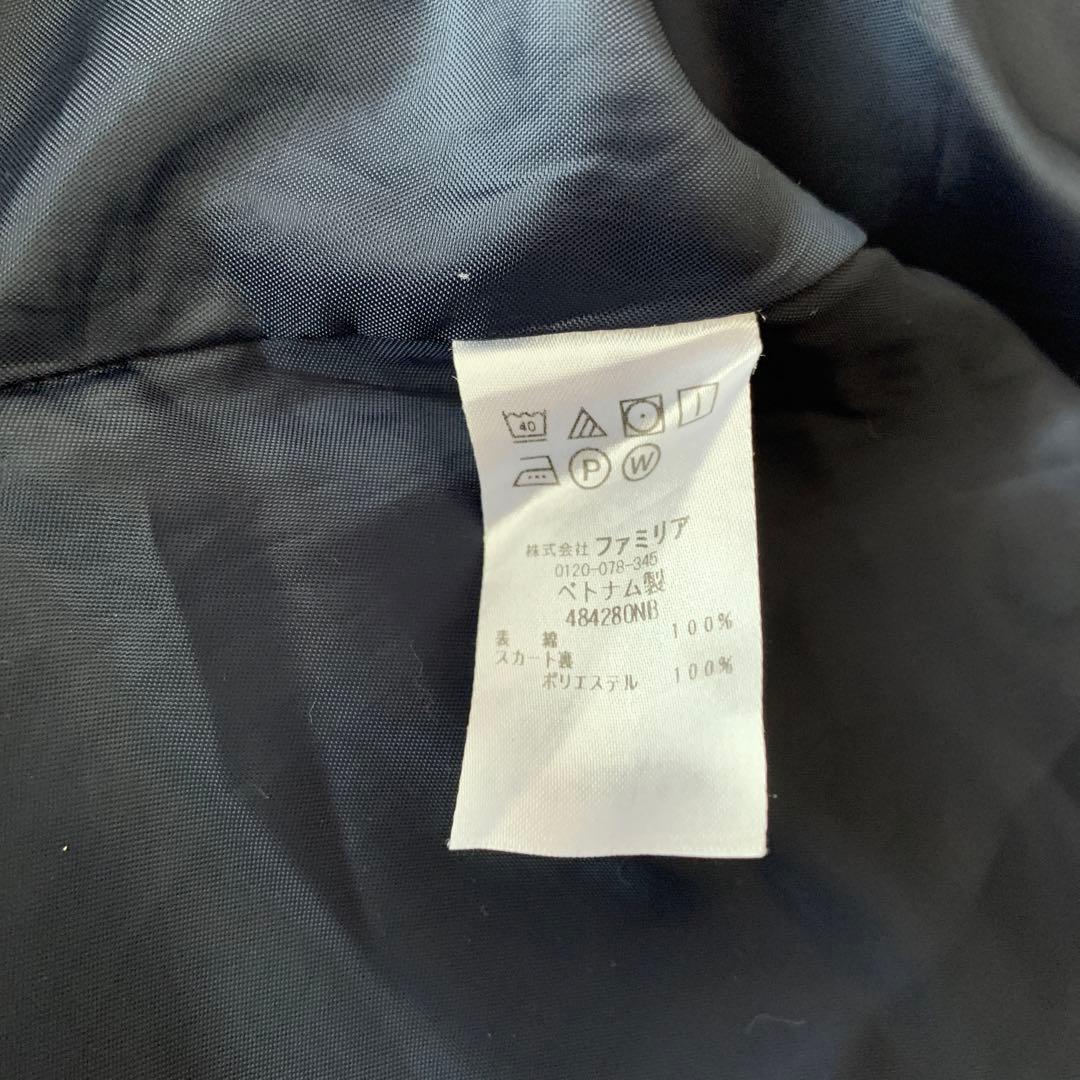 40
P W
株式会社 ファミリア
0120-078-345
ベトナム製
484280NB
表 綿 100%
スカート裏
ポリエステル 100%